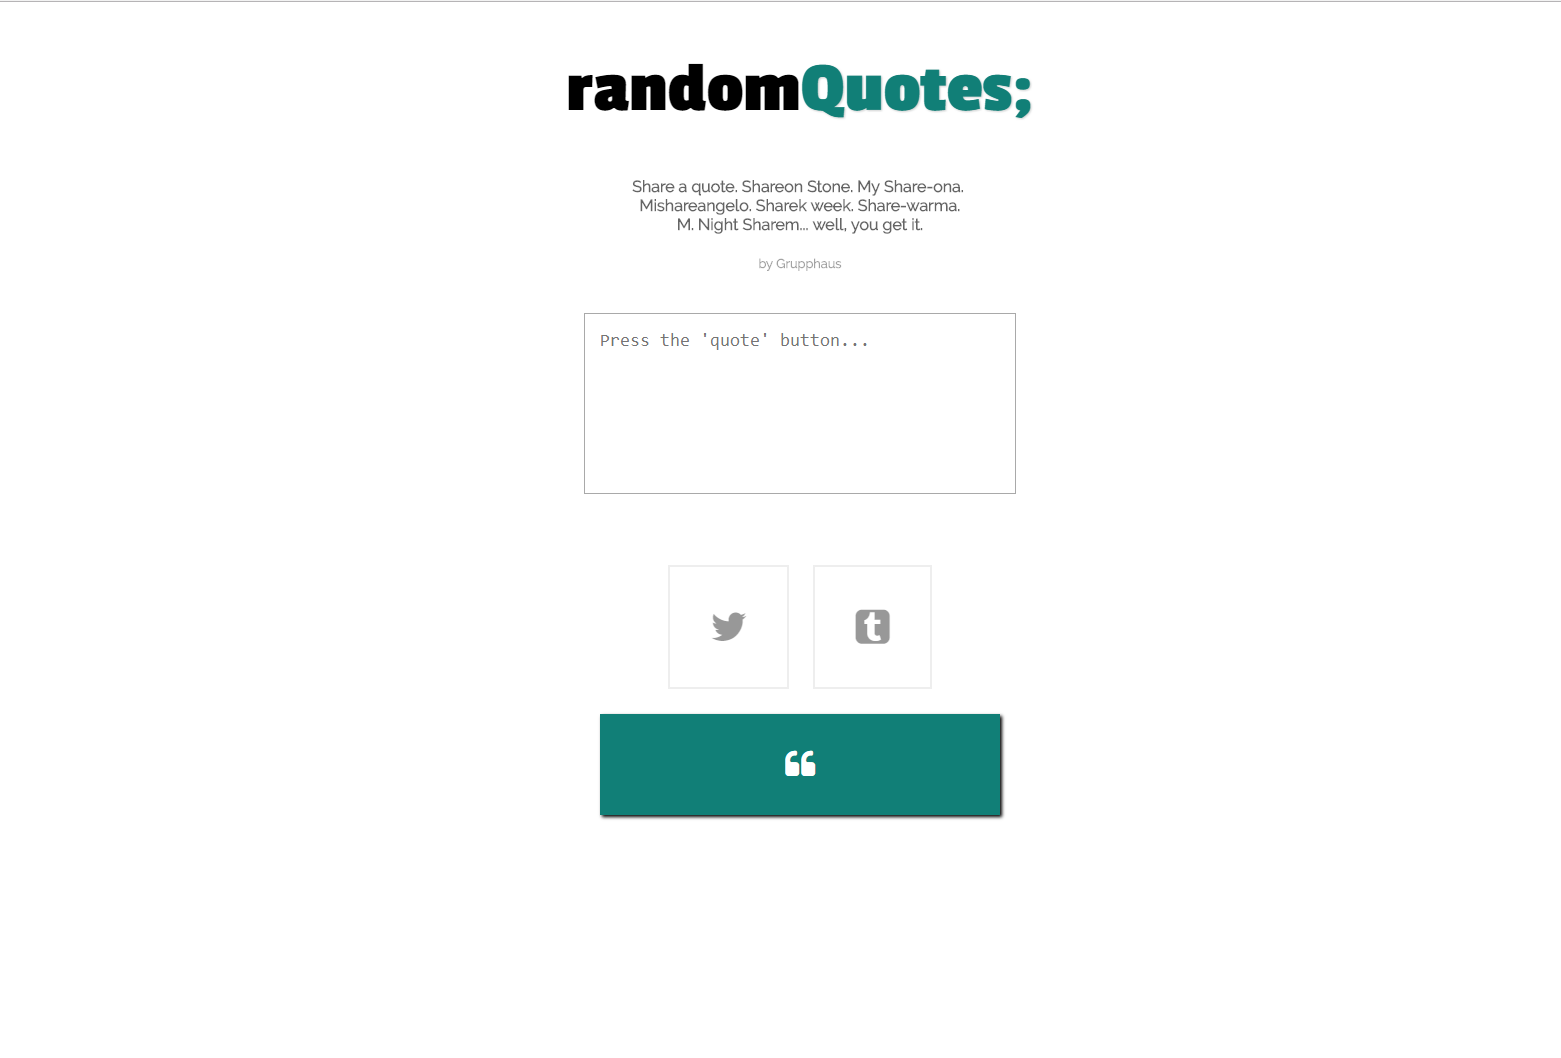 randomQuotes;
Share a quote. Shareon Stone. My Share-ona.
Mishareangelo. Sharek week. Share-warma.
M. Night Sharem... well, you get it.
by Grupphaus
Press the 'quote' button...